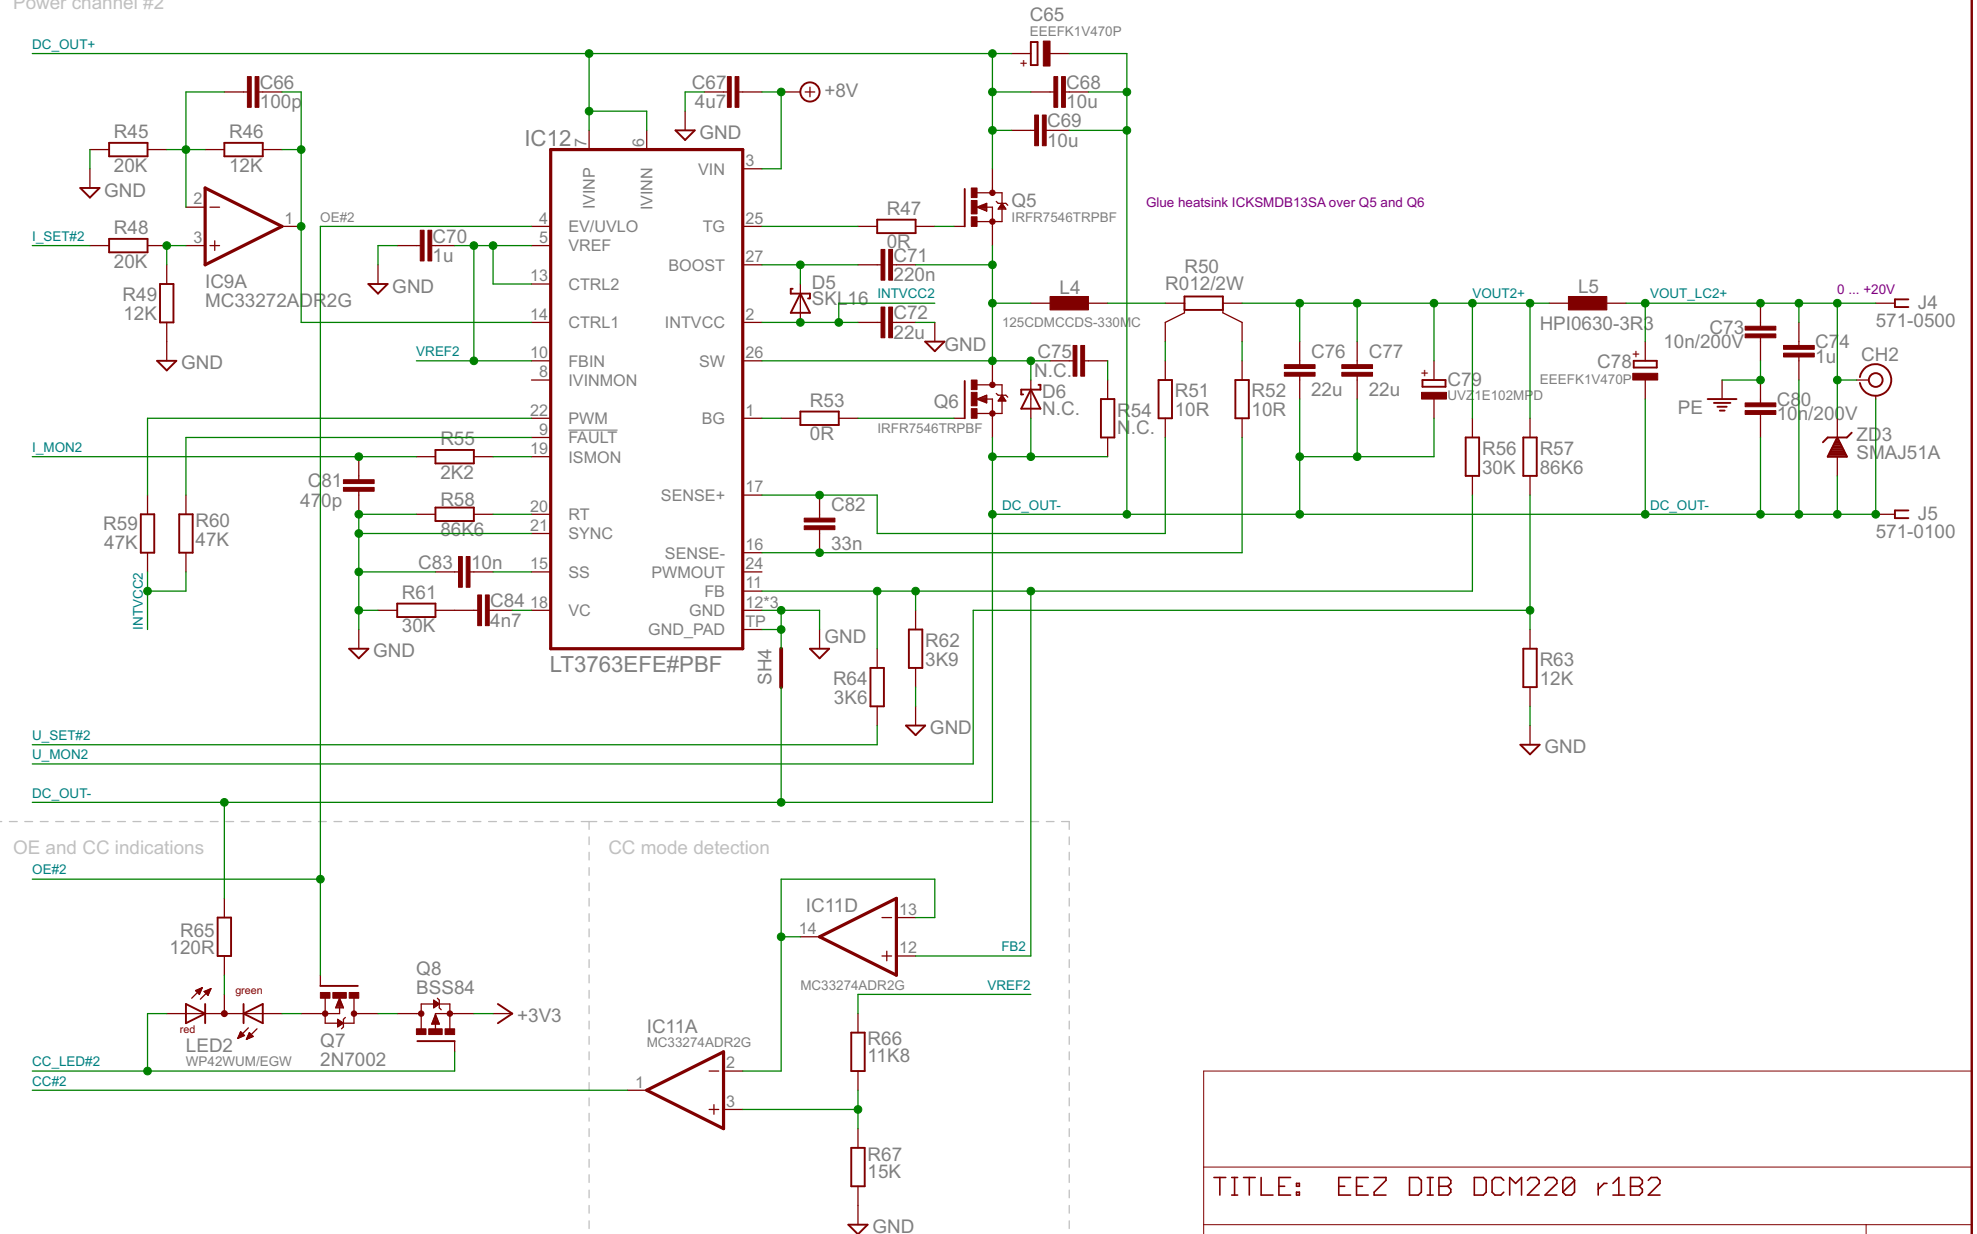 Power channel #2
DC_OUT+
C65
EEEFK1V470P
+
C66
100p
C67
4u7
+8V
GND
C68
10u
C69
10u
R45
20K
GND
R46
12K
IC12
7
6
IVINP
IVINN
VIN
3
2
3
1
I_SET#2
R48
20K
IC9A
MC33272ADR2G
R49
12K
GND
OE#2
C70
1u
GND
VREF2
4
5
13
14
10
8
22
9
19
20
21
15
18
EV/UVLO
VREF
CTRL2
CTRL1
FBIN
IVINMON
PWM
FAULT
ISMON
RT
SYNC
SS
VC
TG
BOOST
INTVCC
SW
BG
SENSE+
SENSE-
PWMOUT
FB
GND
GND_PAD
25
27
2
26
1
17
16
24
11
12*3
TP
LT3763EFE#PBF
R47
0R
Q5
IRFR7546TRPBF
Glue heatsink ICKSMDB13SA over Q5 and Q6
C71
220n
D5
SKL16
INTVCC2
C72
22u
GND
L4
125CDMCCDS-330MC
R50
R012/2W
C75
N.C.
D6
N.C.
R54
N.C.
Q6
IRFR7546TRPBF
R53
0R
R51
10R
R52
10R
C76
22u
C77
22u
+
C79
UVZ1E102MPD
VOUT2+
L5
HPI0630-3R3
VOUT_LC2+
0 ... +20V
J4
571-0500
C73
10n/200V
C74
1u
CH2
C78
EEEFK1V470P
+
PE
C80
10n/200V
ZD3
SMAJ51A
R56
30K
R57
86K6
DC_OUT-
DC_OUT-
J5
571-0100
I_MON2
R55
2K2
C81
470p
R58
86K6
R59
47K
R60
47K
INTVCC2
C83
10n
R61
30K
C84
4n7
GND
C82
33n
GND
SH4
R64
3K6
R62
3K9
GND
R63
12K
GND
U_SET#2
U_MON2
DC_OUT-
OE and CC indications
OE#2
CC mode detection
R65
120R
Q8
BSS84
green
red
LED2
WP42WUM/EGW
Q7
2N7002
+3V3
CC_LED#2
CC#2
IC11D
14
13
12
MC33274ADR2G
FB2
VREF2
IC11A
MC33274ADR2G
1
2
3
R66
11K8
R67
15K
GND
TITLE: EEZ DIB DCM220 r1B2